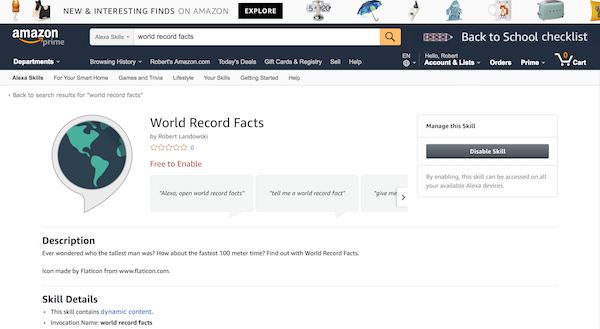 NEW & INTERESTING FINDS ON AMAZON EXPLORE
amazon prime
Alexa Skills world record facts
Back to School checklist
Departments Browsing History Robert's Amazon.com Today's Deals Gift Cards & Registry Sell Help EN Hello, Robert Account & Lists Orders Prime 0 Cart
Alexa Skills For Your Smart Home Games and Trivia Lifestyle Your Skills Getting Started Help
‹ Back to search results for "world record facts"
World Record Facts
by Robert Landowski
0
Free to Enable
"Alexa, open world record facts" "tell me a world record fact" "give me
Manage this Skill
Disable Skill
By enabling, this skill can be accessed on all
your available Alexa devices.
Description
Ever wondered who the tallest man was? How about the fastest 100 meter time? Find out with World Record Facts.
Icon made by Flaticon from www.flaticon.com.
Skill Details
• This skill contains dynamic content.
• Invocation Name: world record facts